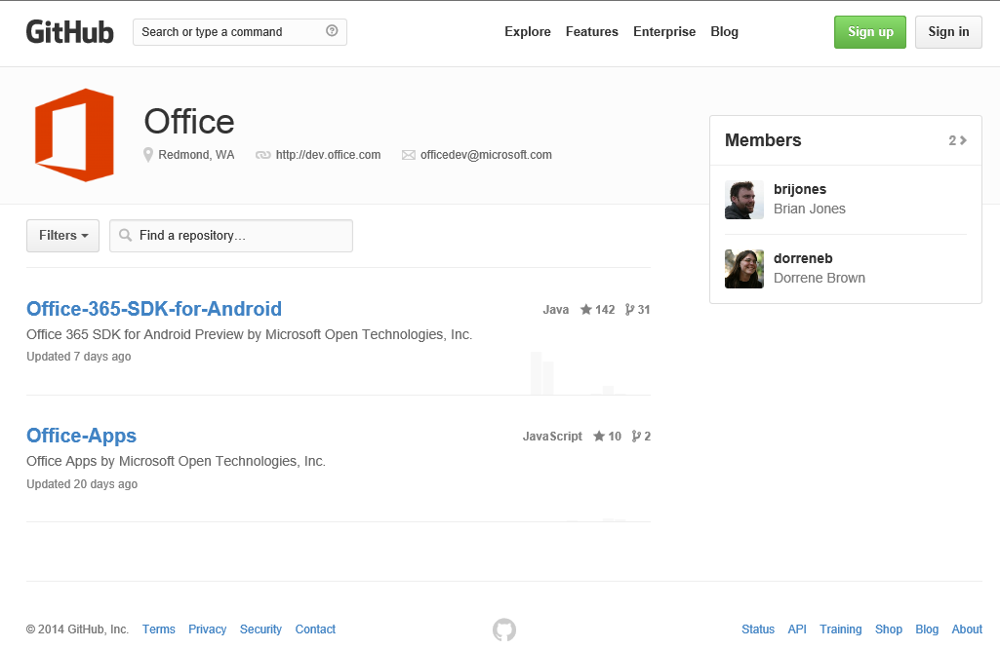 GitHub Search or type a command Explore Features Enterprise Blog Sign up Sign in
Office
Redmond, WA http://dev.office.com officedev@microsoft.com
Members 2
brijones
Brian Jones
dorreneb
Dorrene Brown
Filters Find a repository...
Office-365-SDK-for-Android Java 142 31
Office 365 SDK for Android Preview by Microsoft Open Technologies, Inc.
Updated 7 days ago
Office-Apps JavaScript 10 2
Office Apps by Microsoft Open Technologies, Inc.
Updated 20 days ago
© 2014 GitHub, Inc. Terms Privacy Security Contact Status API Training Shop Blog About